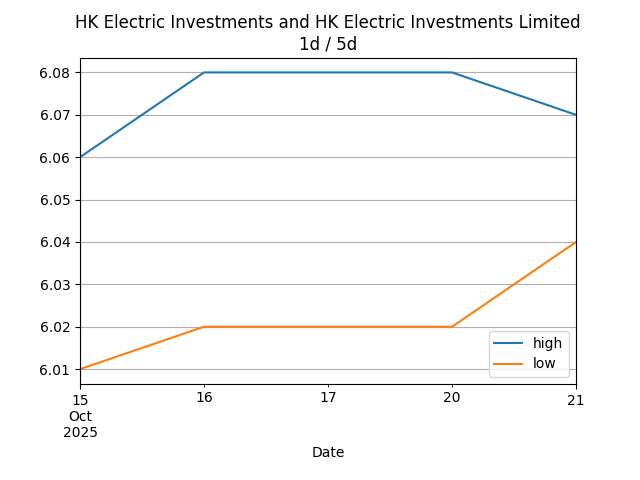 HK Electric Investments and HK Electric Investments Limited
1d / 5d
6.08
6.07
6.06
6.05
6.04
6.03
6.02
6.01
high
low
15 16 17 20 21
Oct
2025
Date